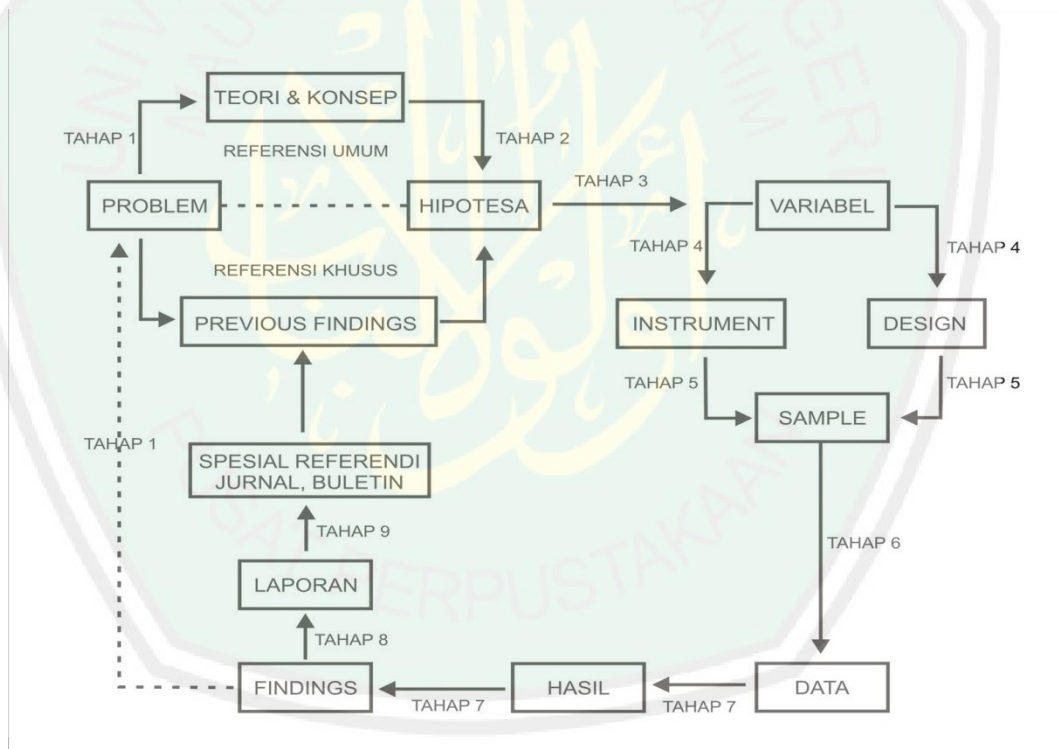 TEORI & KONSEP
TAHAP 1
TAHAP 2
REFERENSI UMUM
TAHAP 3
PROBLEM
HIPOTESA
VARIABEL
TAHAP 4
TAHAP 4
REFERENSI KHUSUS
PREVIOUS FINDINGS
INSTRUMENT
DESIGN
TAHAP 5
TAHAP 5
SAMPLE
TAHAP 1
SPESIAL REFERENDI
JURNAL, BULETIN
TAHAP 9
TAHAP 6
LAPORAN
TAHAP 8
FINDINGS
HASIL
DATA
TAHAP 7
TAHAP 7